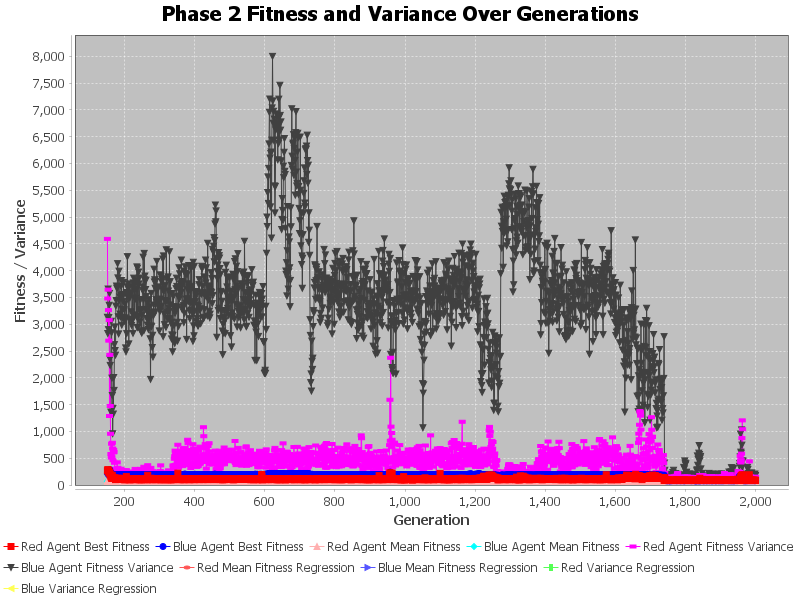 Phase 2 Fitness and Variance Over Generations
Fitness / Variance
8,000
7,500
7,000
6,500
6,000
5,500
5,000
4,500
4,000
3,500
3,000
2,500
2,000
1,500
1,000
500
0
200 400 600 800 1,000 1,200 1,400 1,600 1,800 2,000
Generation
Red Agent Best Fitness Blue Agent Best Fitness Red Agent Mean Fitness Blue Agent Mean Fitness Red Agent Fitness Variance
Blue Agent Fitness Variance Red Mean Fitness Regression Blue Mean Fitness Regression Red Variance Regression
Blue Variance Regression